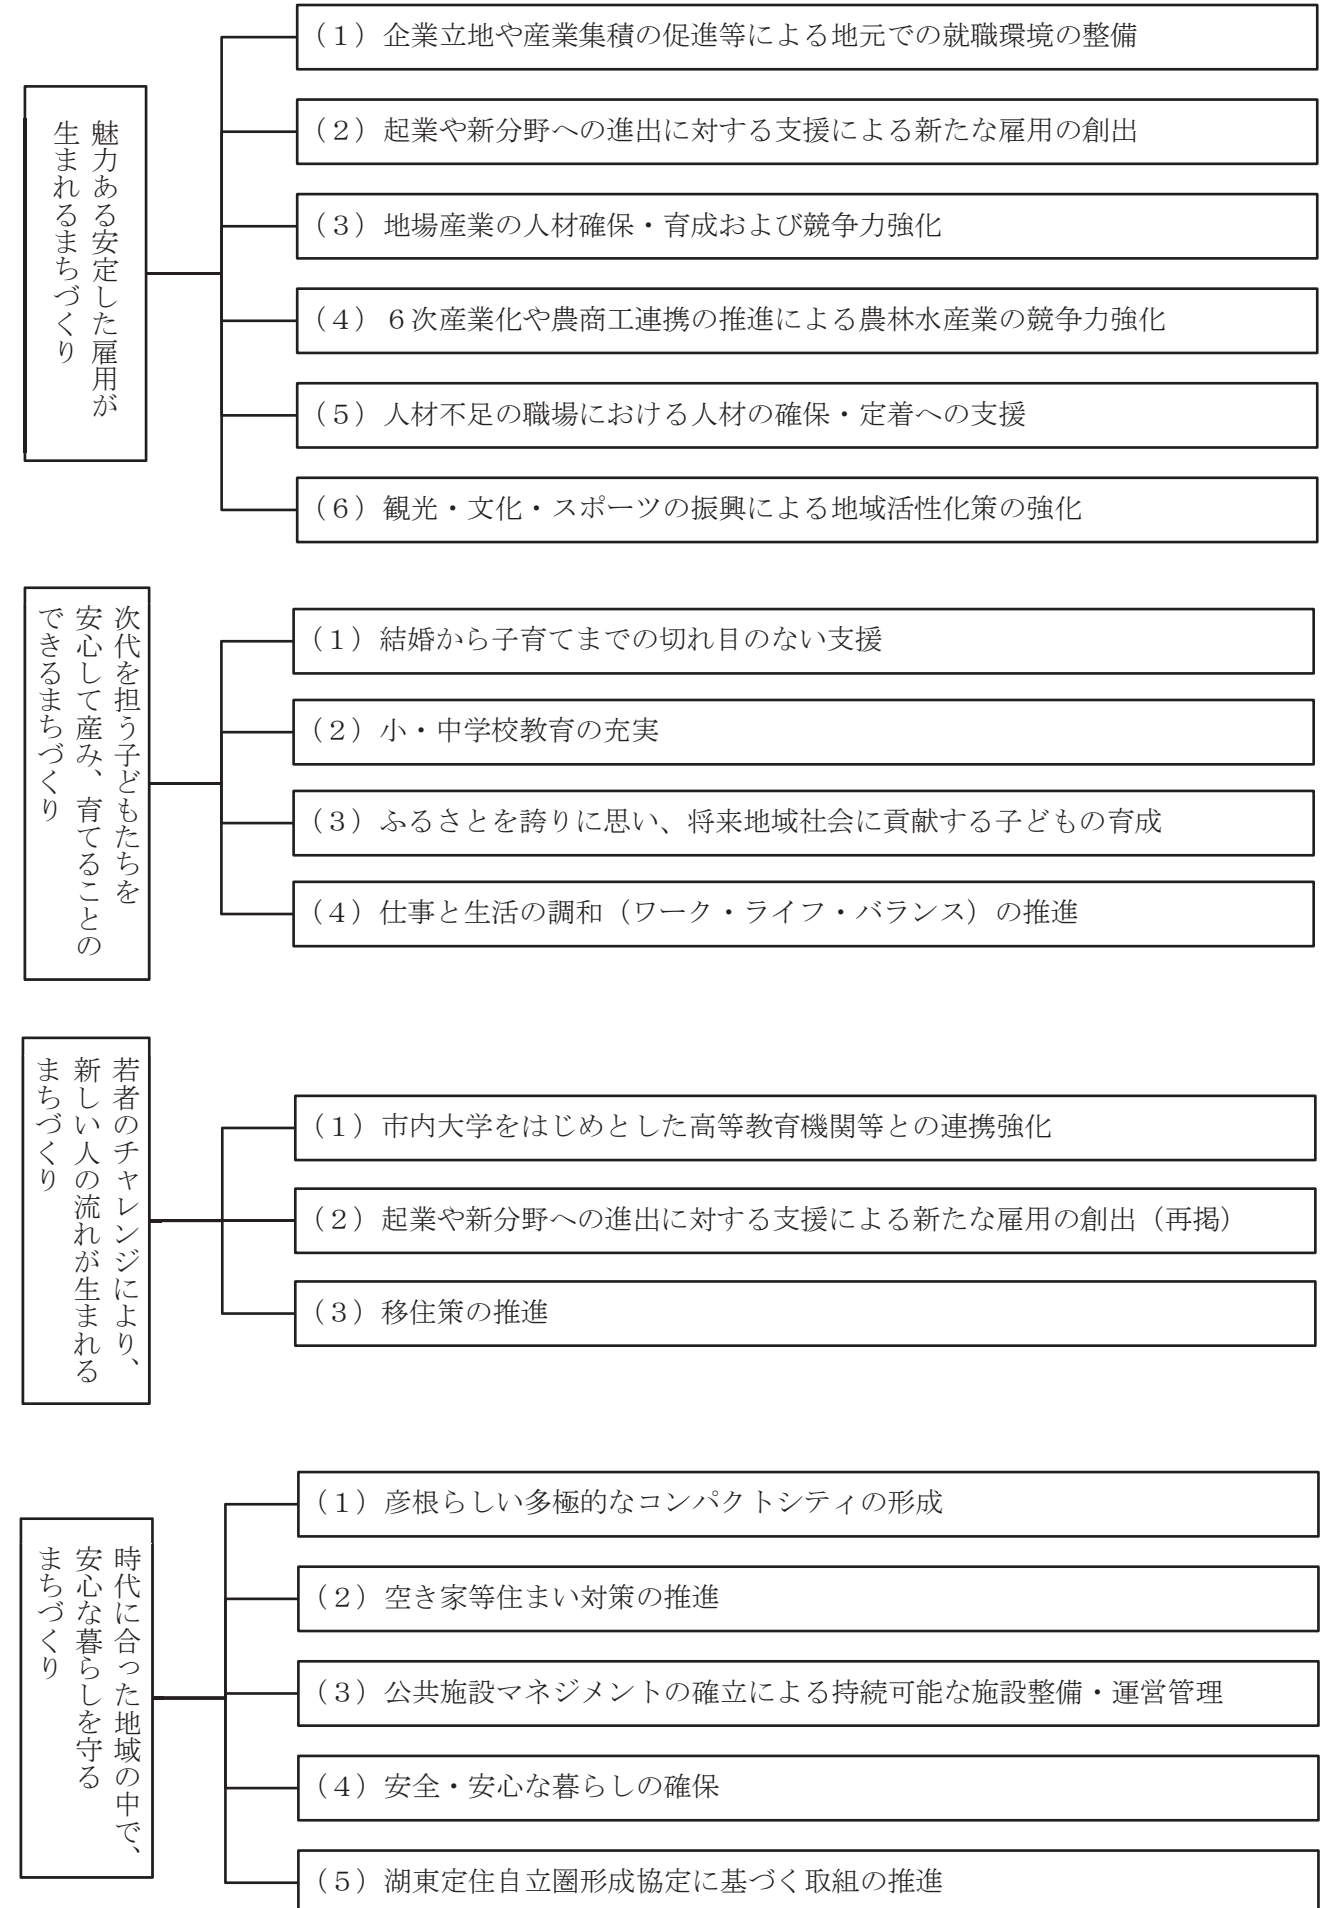 魅力ある安定した雇用が
生まれるまちづくり
（１）企業立地や産業集積の促進等による地元での就職環境の整備
（２）起業や新分野への進出に対する支援による新たな雇用の創出
（３）地場産業の人材確保・育成および競争力強化
（４）６次産業化や農商工連携の推進による農林水産業の競争力強化
（５）人材不足の職場における人材の確保・定着への支援
（６）観光・文化・スポーツの振興による地域活性化策の強化
次代を担う子どもたちを
安心して産み、育てることの
できるまちづくり
（１）結婚から子育てまでの切れ目のない支援
（２）小・中学校教育の充実
（３）ふるさとを誇りに思い、将来地域社会に貢献する子どもの育成
（４）仕事と生活の調和（ワーク・ライフ・バランス）の推進
若者のチャレンジにより、
新しい人の流れが生まれる
まちづくり
（１）市内大学をはじめとした高等教育機関等との連携強化
（２）起業や新分野への進出に対する支援による新たな雇用の創出（再掲）
（３）移住策の推進
時代に合った地域の中で、
安心な暮らしを守る
まちづくり
（１）彦根らしい多極的なコンパクトシティの形成
（２）空き家等住まい対策の推進
（３）公共施設マネジメントの確立による持続可能な施設整備・運営管理
（４）安全・安心な暮らしの確保
（５）湖東定住自立圏形成協定に基づく取組の推進